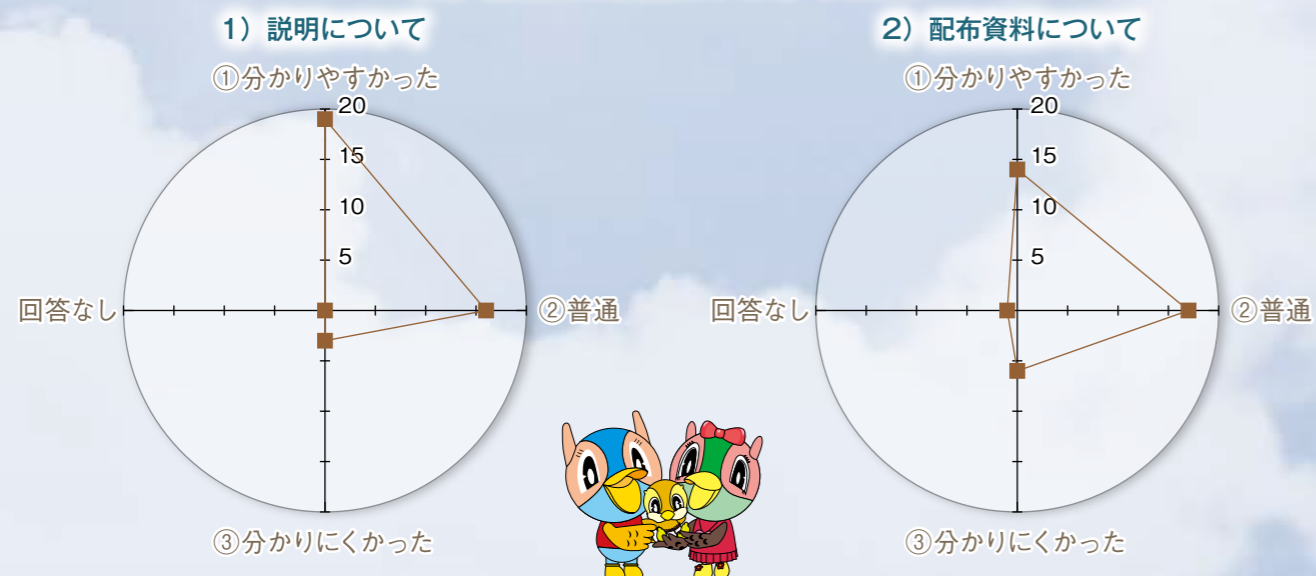 1）説明について
①分かりやすかった
20
15
10
5
回答なし
②普通
③分かりにくかった
2）配布資料について
①分かりやすかった
20
15
10
5
回答なし
②普通
③分かりにくかった